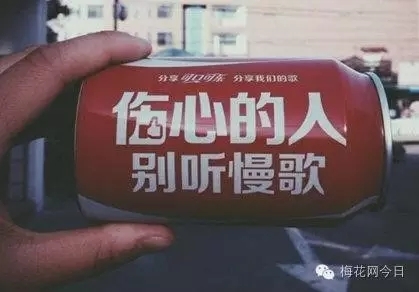 分享 可口可乐 分享我们的歌
伤心的人
别听慢歌
梅花网今日